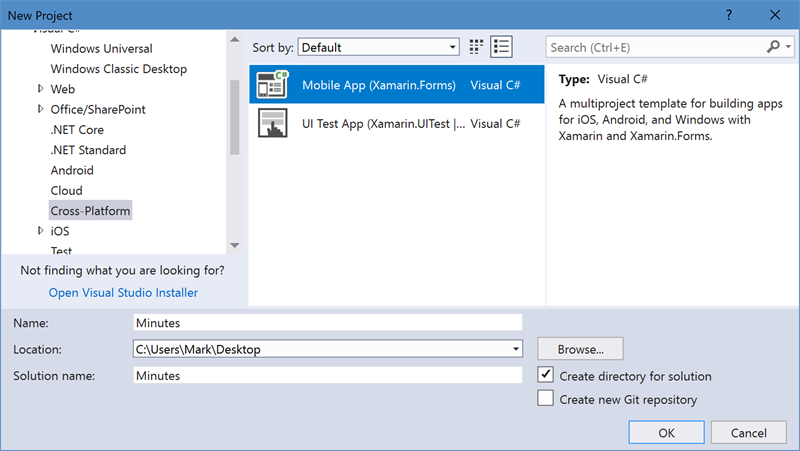 New Project
Visual C#
Windows Universal
Windows Classic Desktop
Web
Office/SharePoint
.NET Core
.NET Standard
Android
Cloud
Cross-Platform
iOS
Test
Not finding what you are looking for?
Open Visual Studio Installer
Sort by: Default
Mobile App (Xamarin.Forms) Visual C#
UI Test App (Xamarin.UITest |... Visual C#
Search (Ctrl+E)
Type: Visual C#
A multiproject template for building apps
for iOS, Android, and Windows with
Xamarin and Xamarin.Forms.
Name: Minutes
Location: C:\Users\Mark\Desktop
Browse...
Solution name: Minutes
Create directory for solution
Create new Git repository
OK
Cancel